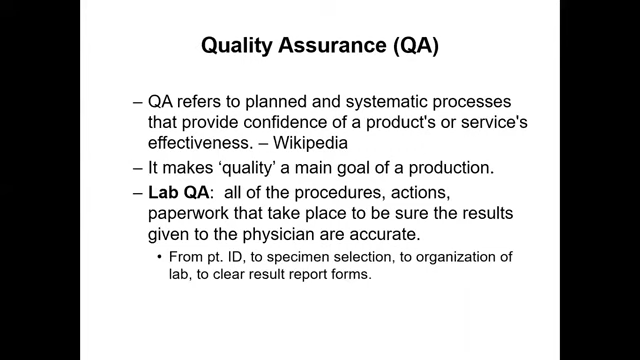 Quality Assurance (QA)
– QA refers to planned and systematic processes
that provide confidence of a product's or service's
effectiveness. – Wikipedia
– It makes ‘quality’ a main goal of a production.
– Lab QA: all of the procedures, actions,
paperwork that take place to be sure the results
given to the physician are accurate.
• From pt. ID, to specimen selection, to organization of
lab, to clear result report forms.